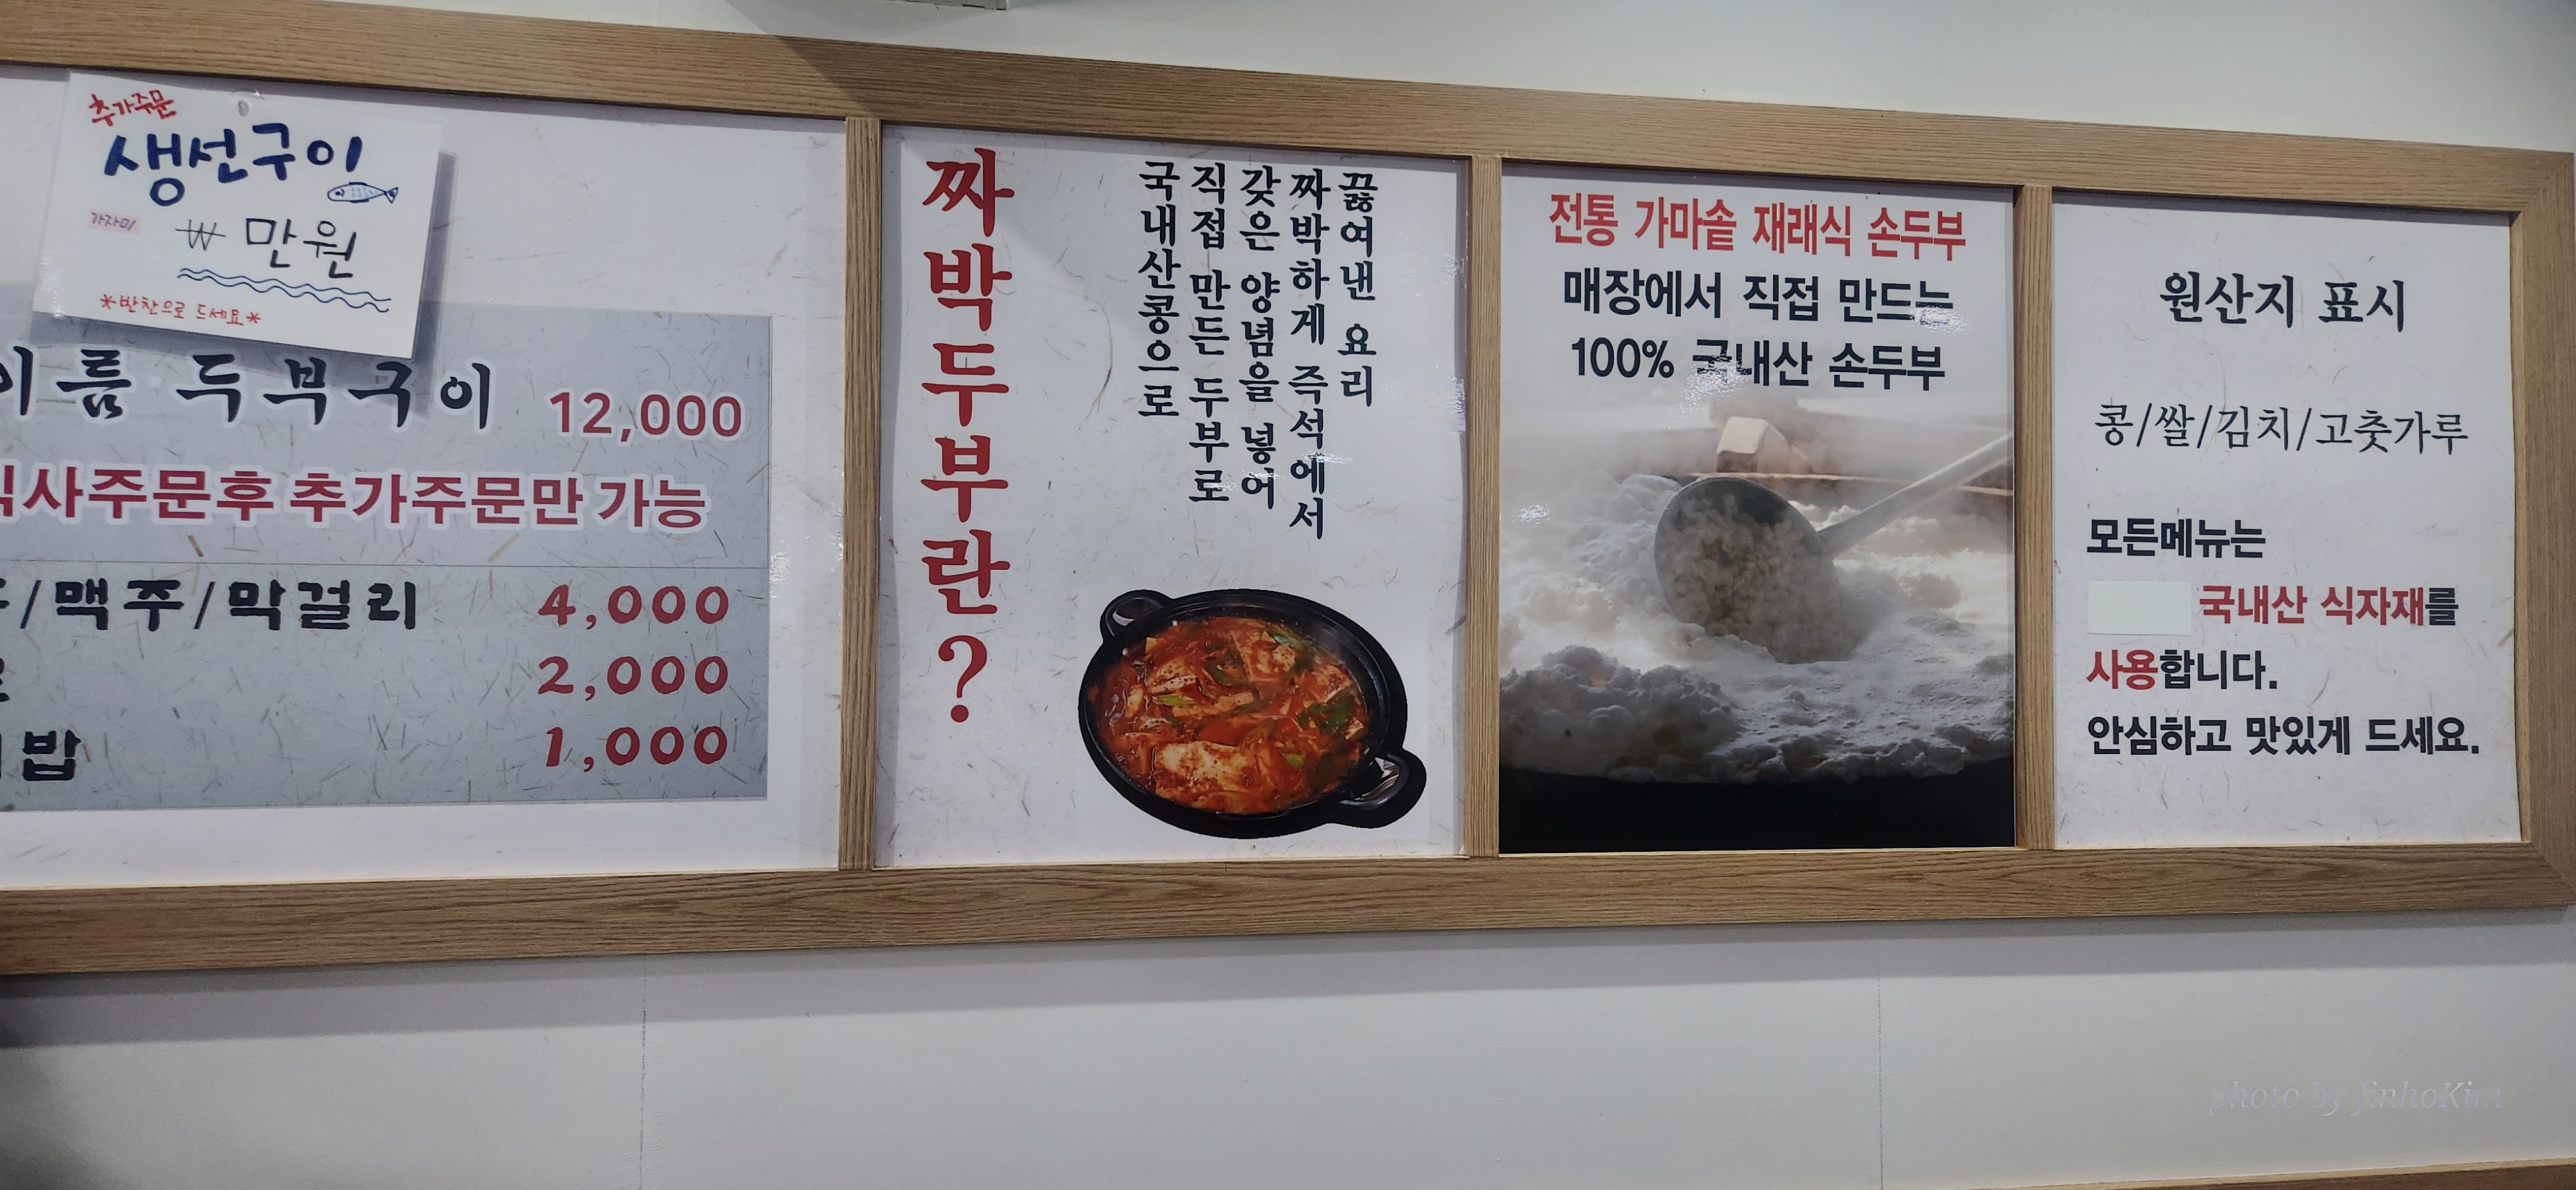 추가주문
생선구이
가자미 ₩ 만원
*반찬으로 드세요*
이름 두부구이 12,000
식사주문후 추가주문만 가능
/맥주/막걸리 4,000
2,000
밥 1,000
짜박두부란?
국내산콩으로
직접 만든 두부로
갖은 양념을 넣어
짜박하게 즉석에서
끓여낸 요리
전통 가마솥 재래식 손두부
매장에서 직접 만드는
100% 국내산 손두부
원산지 표시
콩/쌀/김치/고춧가루
모든메뉴는
국내산 식자재를
사용합니다.
안심하고 맛있게 드세요.
photo by JinhoKim